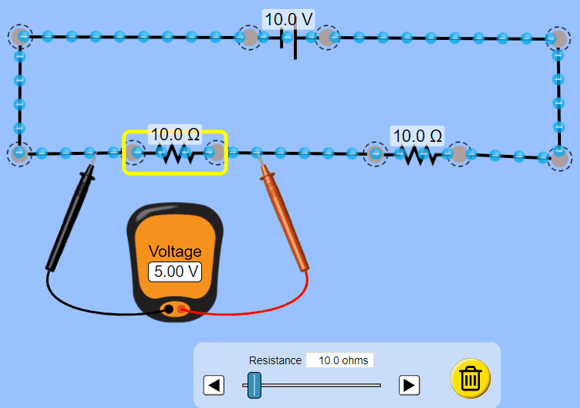 10.0 V
10.0 Ω
10.0 Ω
Voltage
5.00 V
Resistance 10.0 ohms